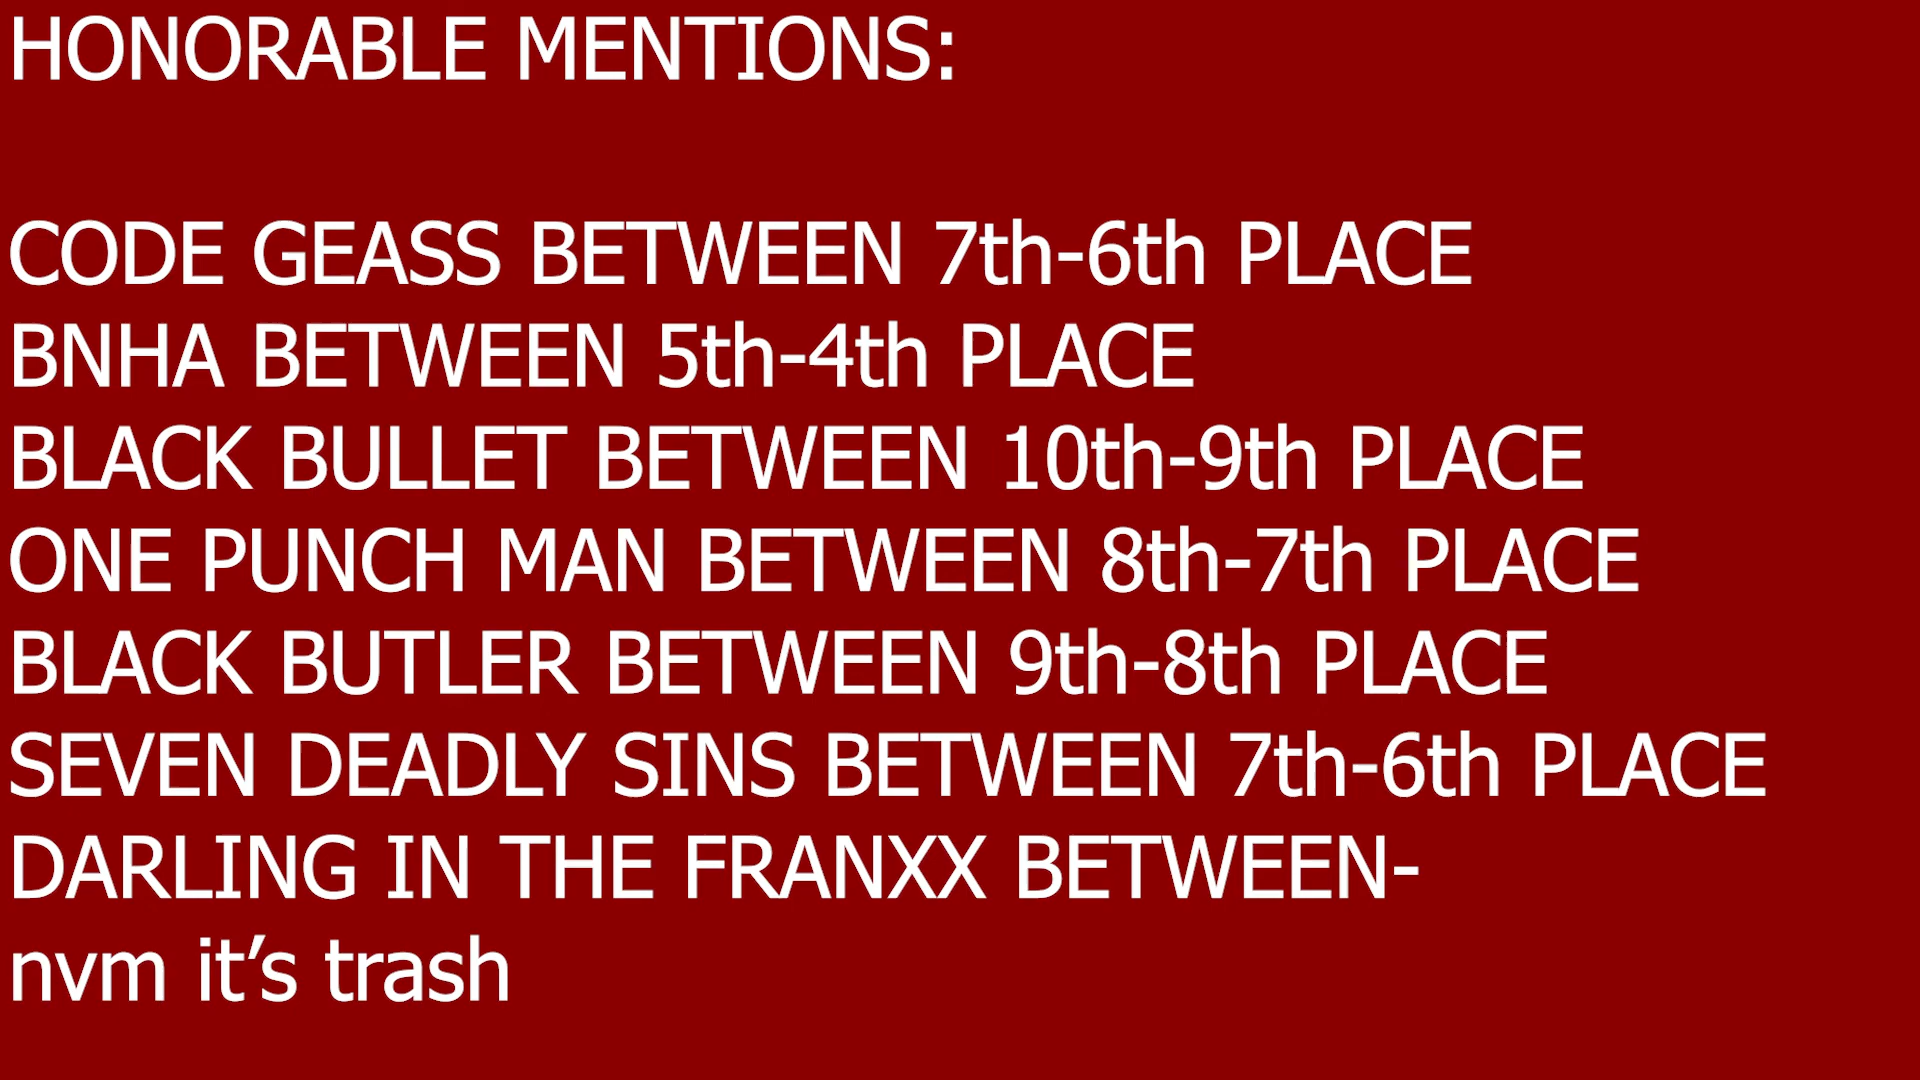 HONORABLE MENTIONS:
CODE GEASS BETWEEN 7th-6th PLACE
BNHA BETWEEN 5th-4th PLACE
BLACK BULLET BETWEEN 10th-9th PLACE
ONE PUNCH MAN BETWEEN 8th-7th PLACE
BLACK BUTLER BETWEEN 9th-8th PLACE
SEVEN DEADLY SINS BETWEEN 7th-6th PLACE
DARLING IN THE FRANXX BETWEEN-
nvm it’s trash